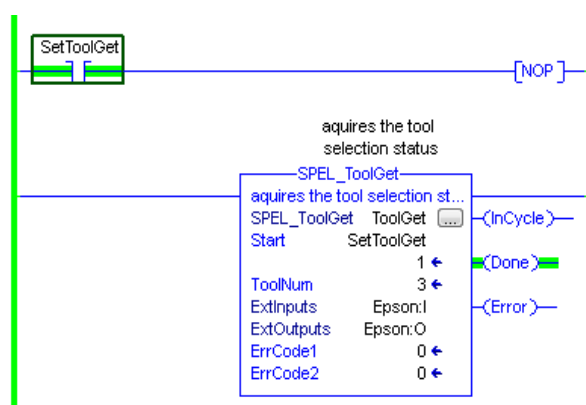 SetToolGet
NOP
aquires the tool
selection status
SPEL_ToolGet
aquires the tool selection st...
SPEL_ToolGet ToolGet ... (InCycle)
Start SetToolGet
1 (Done)
ToolNum 3
ExtInputs Epson:I (Error)
ExtOutputs Epson:O
ErrCode1 0
ErrCode2 0